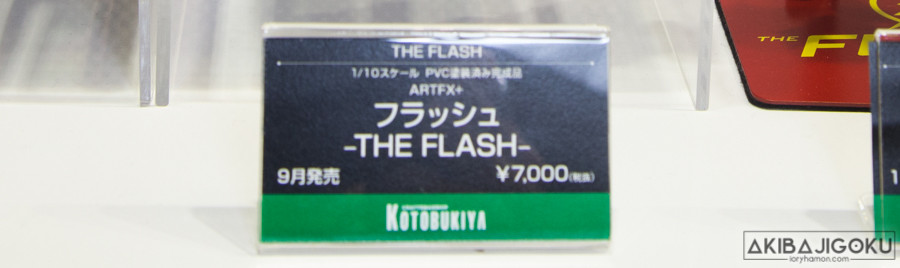 THE FLASH
1/10スケール PVC塗装済み完成品
ARTFX+
フラッシュ
-THE FLASH-
9月発売
¥7,000(税抜)
KOTOBUKIYA
THE
AKIBAJIGOKU
loryhamon.com